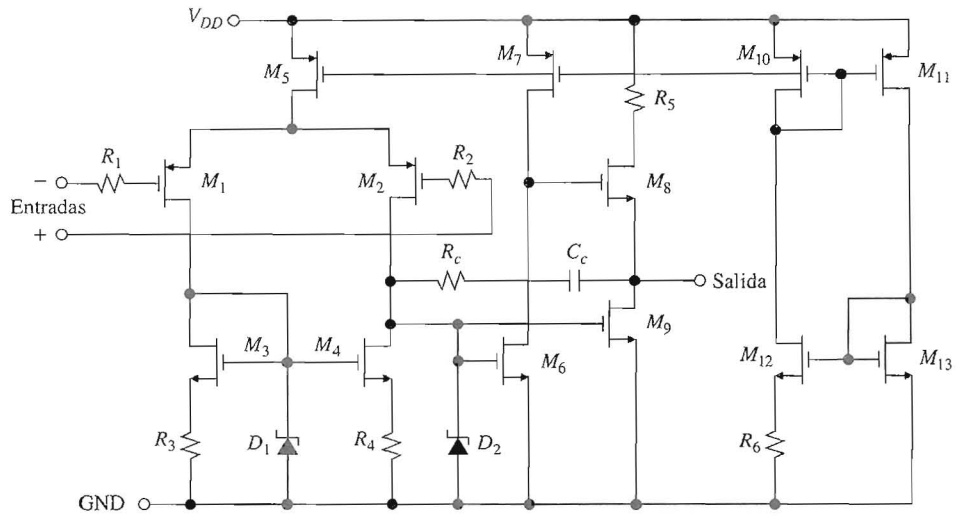 V_DD
M_5
M_7
M_10
M_11
R_5
R_1
M_1
M_2
R_2
M_8
−
Entradas
+
R_c
C_c
Salida
M_3
M_4
M_6
M_9
M_12
M_13
R_3
D_1
R_4
D_2
R_6
GND